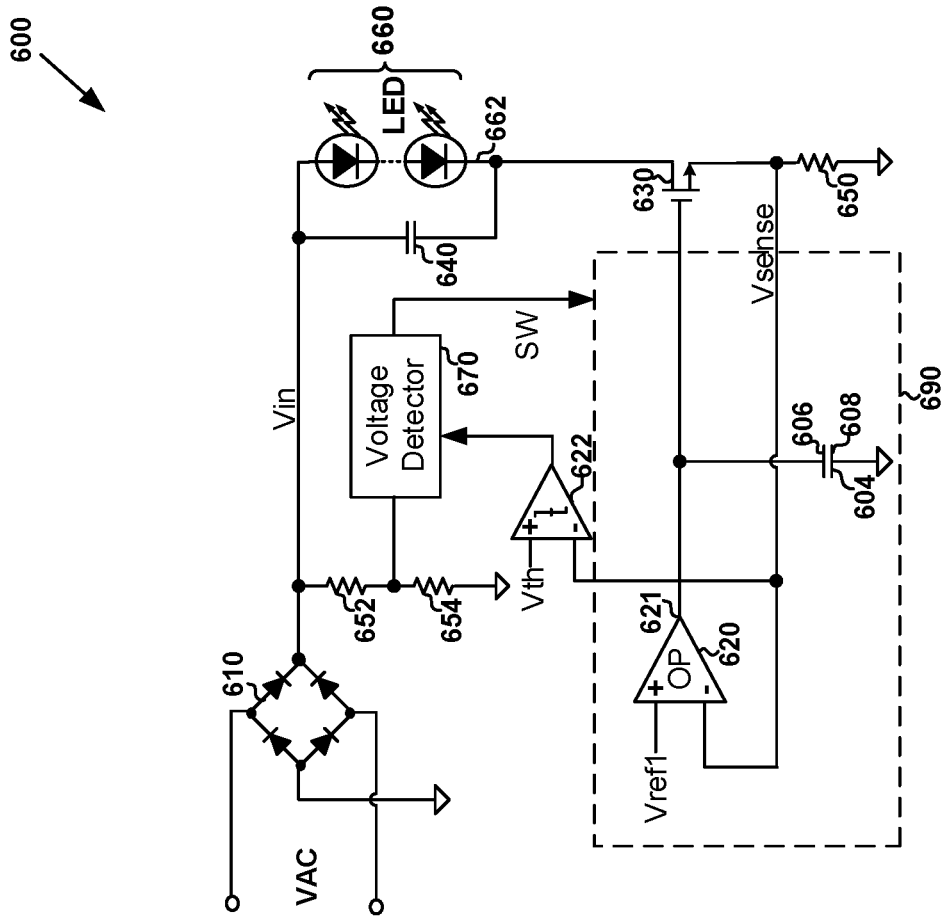 600
610
VAC
Vin
652
654
Voltage
Detector
670
640
LED
660
662
SW
Vth
+
-
622
630
Vref1
+
-
OP
621
620
606
608
604
Vsense
650
690